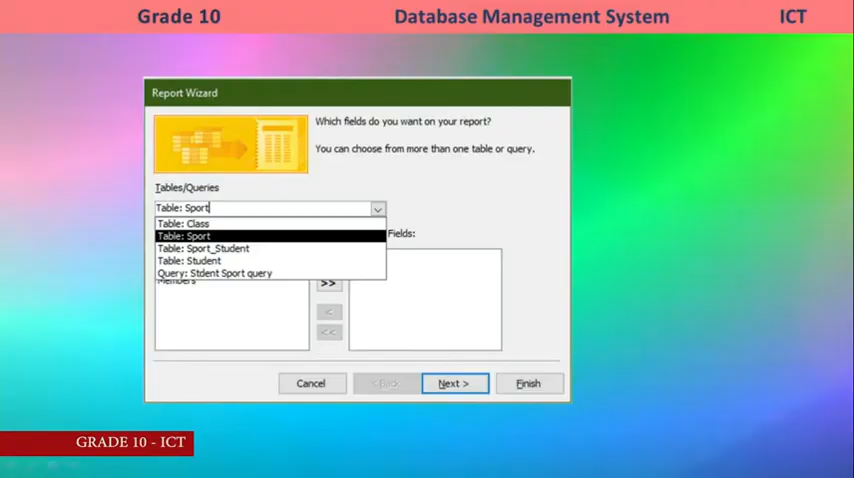 Grade 10 Database Management System ICT
Report Wizard
Which fields do you want on your report?
You can choose from more than one table or query.
Tables/Queries
Table: Sport
Table: Class
Table: Sport
Table: Sport_Student
Table: Student
Query: Stdent Sport query
Fields:
Members
>>
<
<<
Cancel < Back Next > Finish
GRADE 10 - ICT